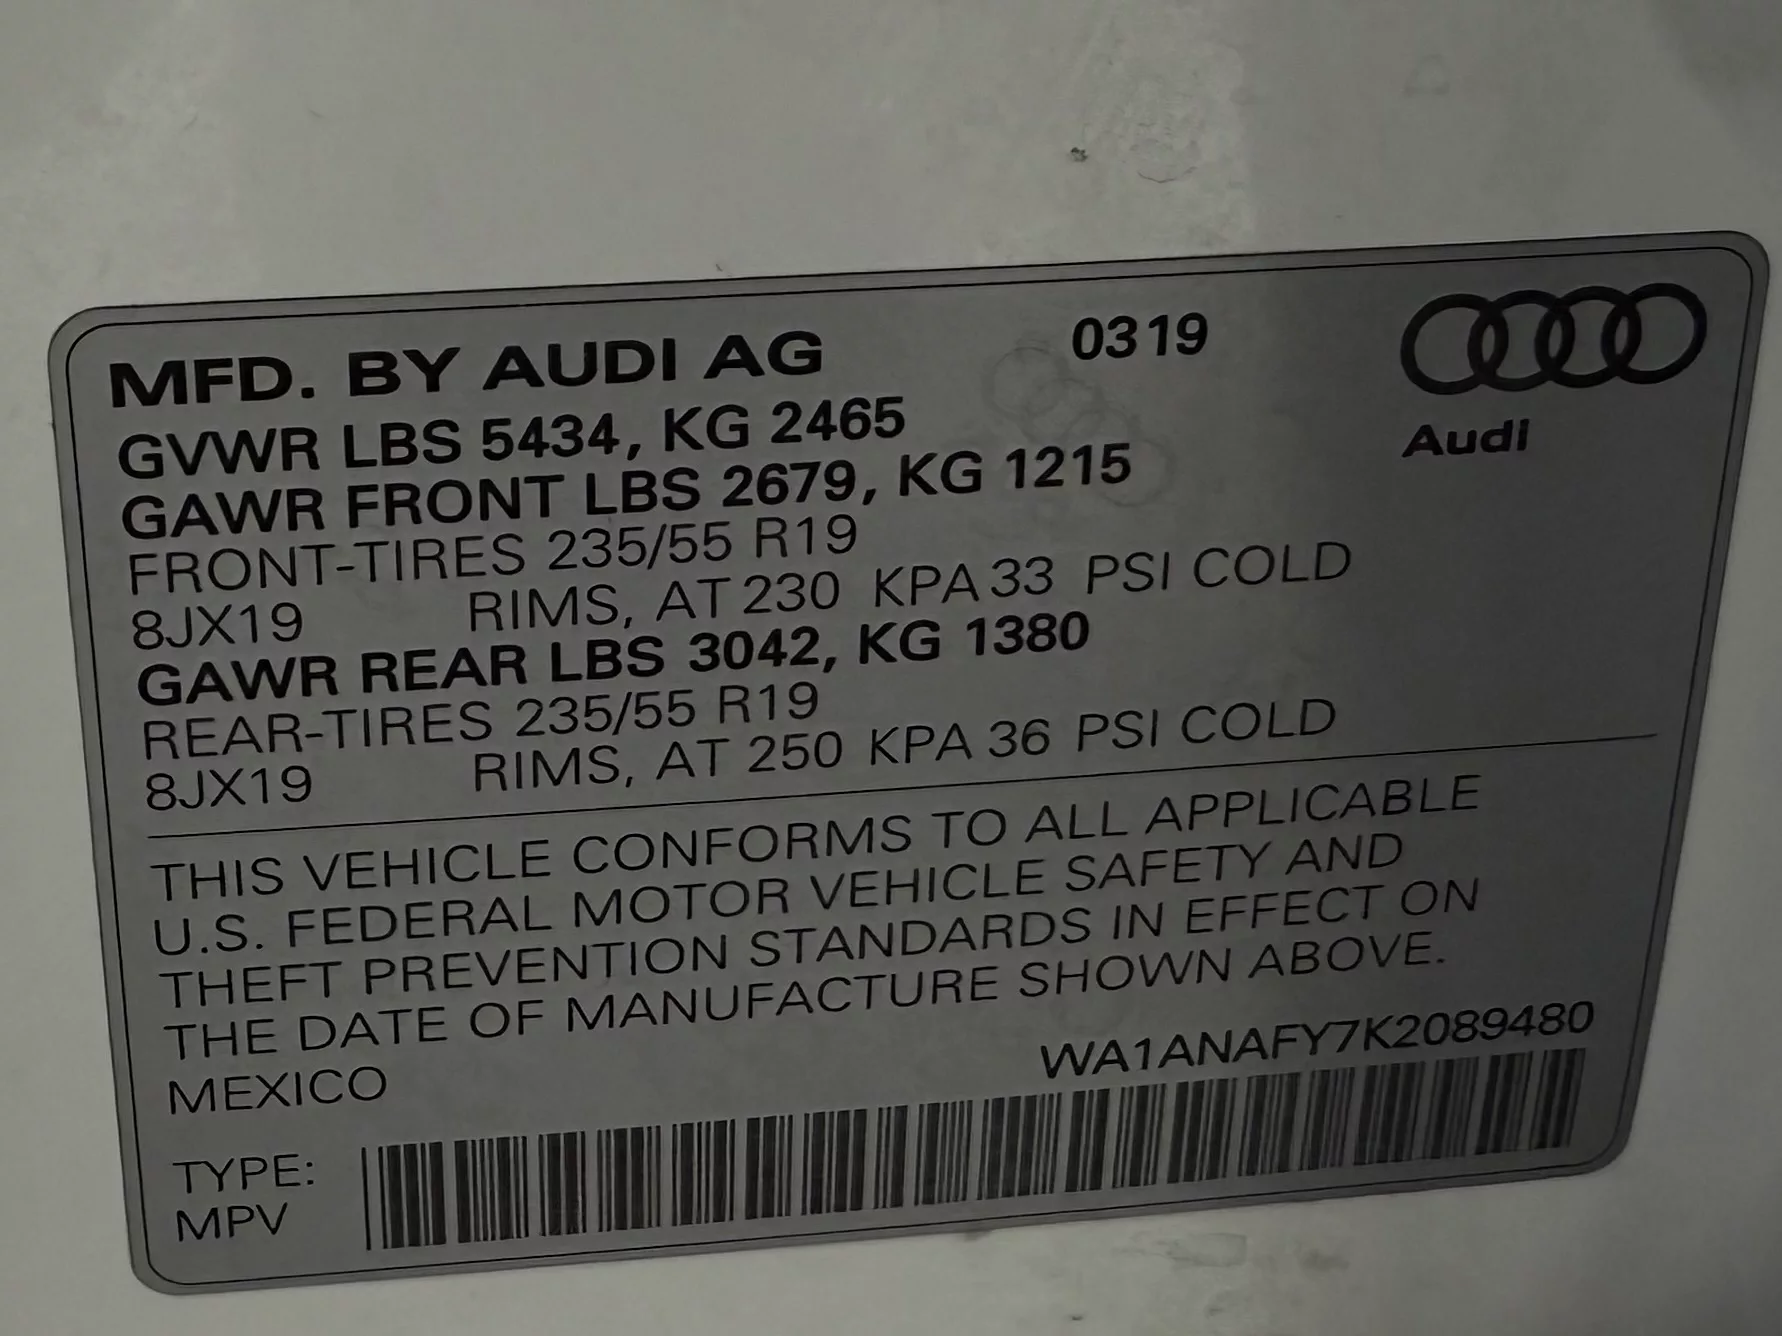 MFD. BY AUDI AG 0319
GVWR LBS 5434, KG 2465
Audi
GAWR FRONT LBS 2679, KG 1215
FRONT-TIRES 235/55 R19
8JX19 RIMS, AT 230 KPA 33 PSI COLD
GAWR REAR LBS 3042, KG 1380
REAR-TIRES 235/55 R19
8JX19 RIMS, AT 250 KPA 36 PSI COLD
THIS VEHICLE CONFORMS TO ALL APPLICABLE
U.S. FEDERAL MOTOR VEHICLE SAFETY AND
THEFT PREVENTION STANDARDS IN EFFECT ON
THE DATE OF MANUFACTURE SHOWN ABOVE.
WA1ANAFY7K2089480
MEXICO
TYPE:
MPV